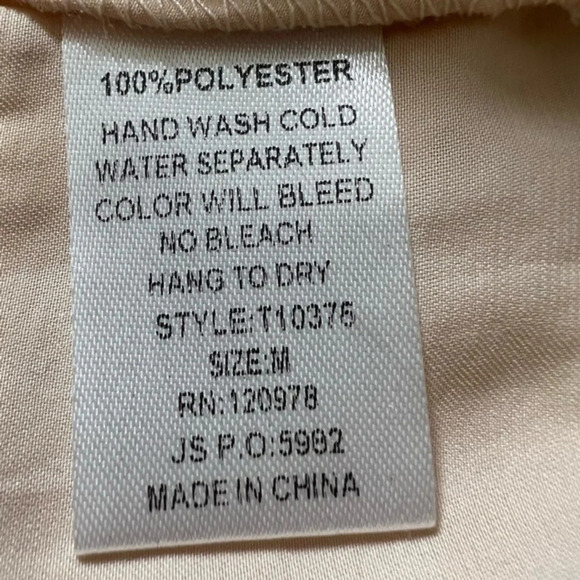 100%POLYESTER
HAND WASH COLD
WATER SEPARATELY
COLOR WILL BLEED
NO BLEACH
HANG TO DRY
STYLE:T10376
SIZE:M
RN:120978
JS P.O:5982
MADE IN CHINA